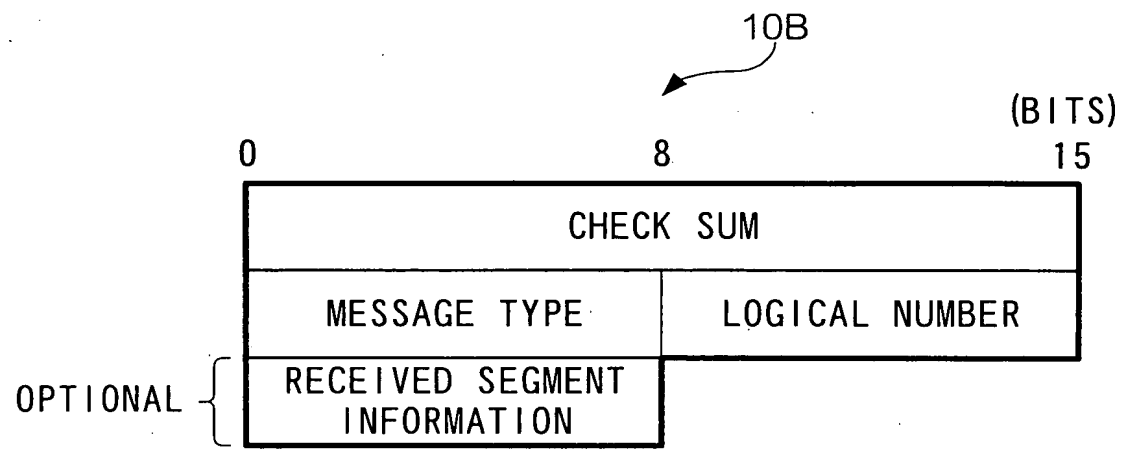 10B
(BITS)
0 8 15
CHECK SUM
MESSAGE TYPE LOGICAL NUMBER
OPTIONAL
RECEIVED SEGMENT
INFORMATION